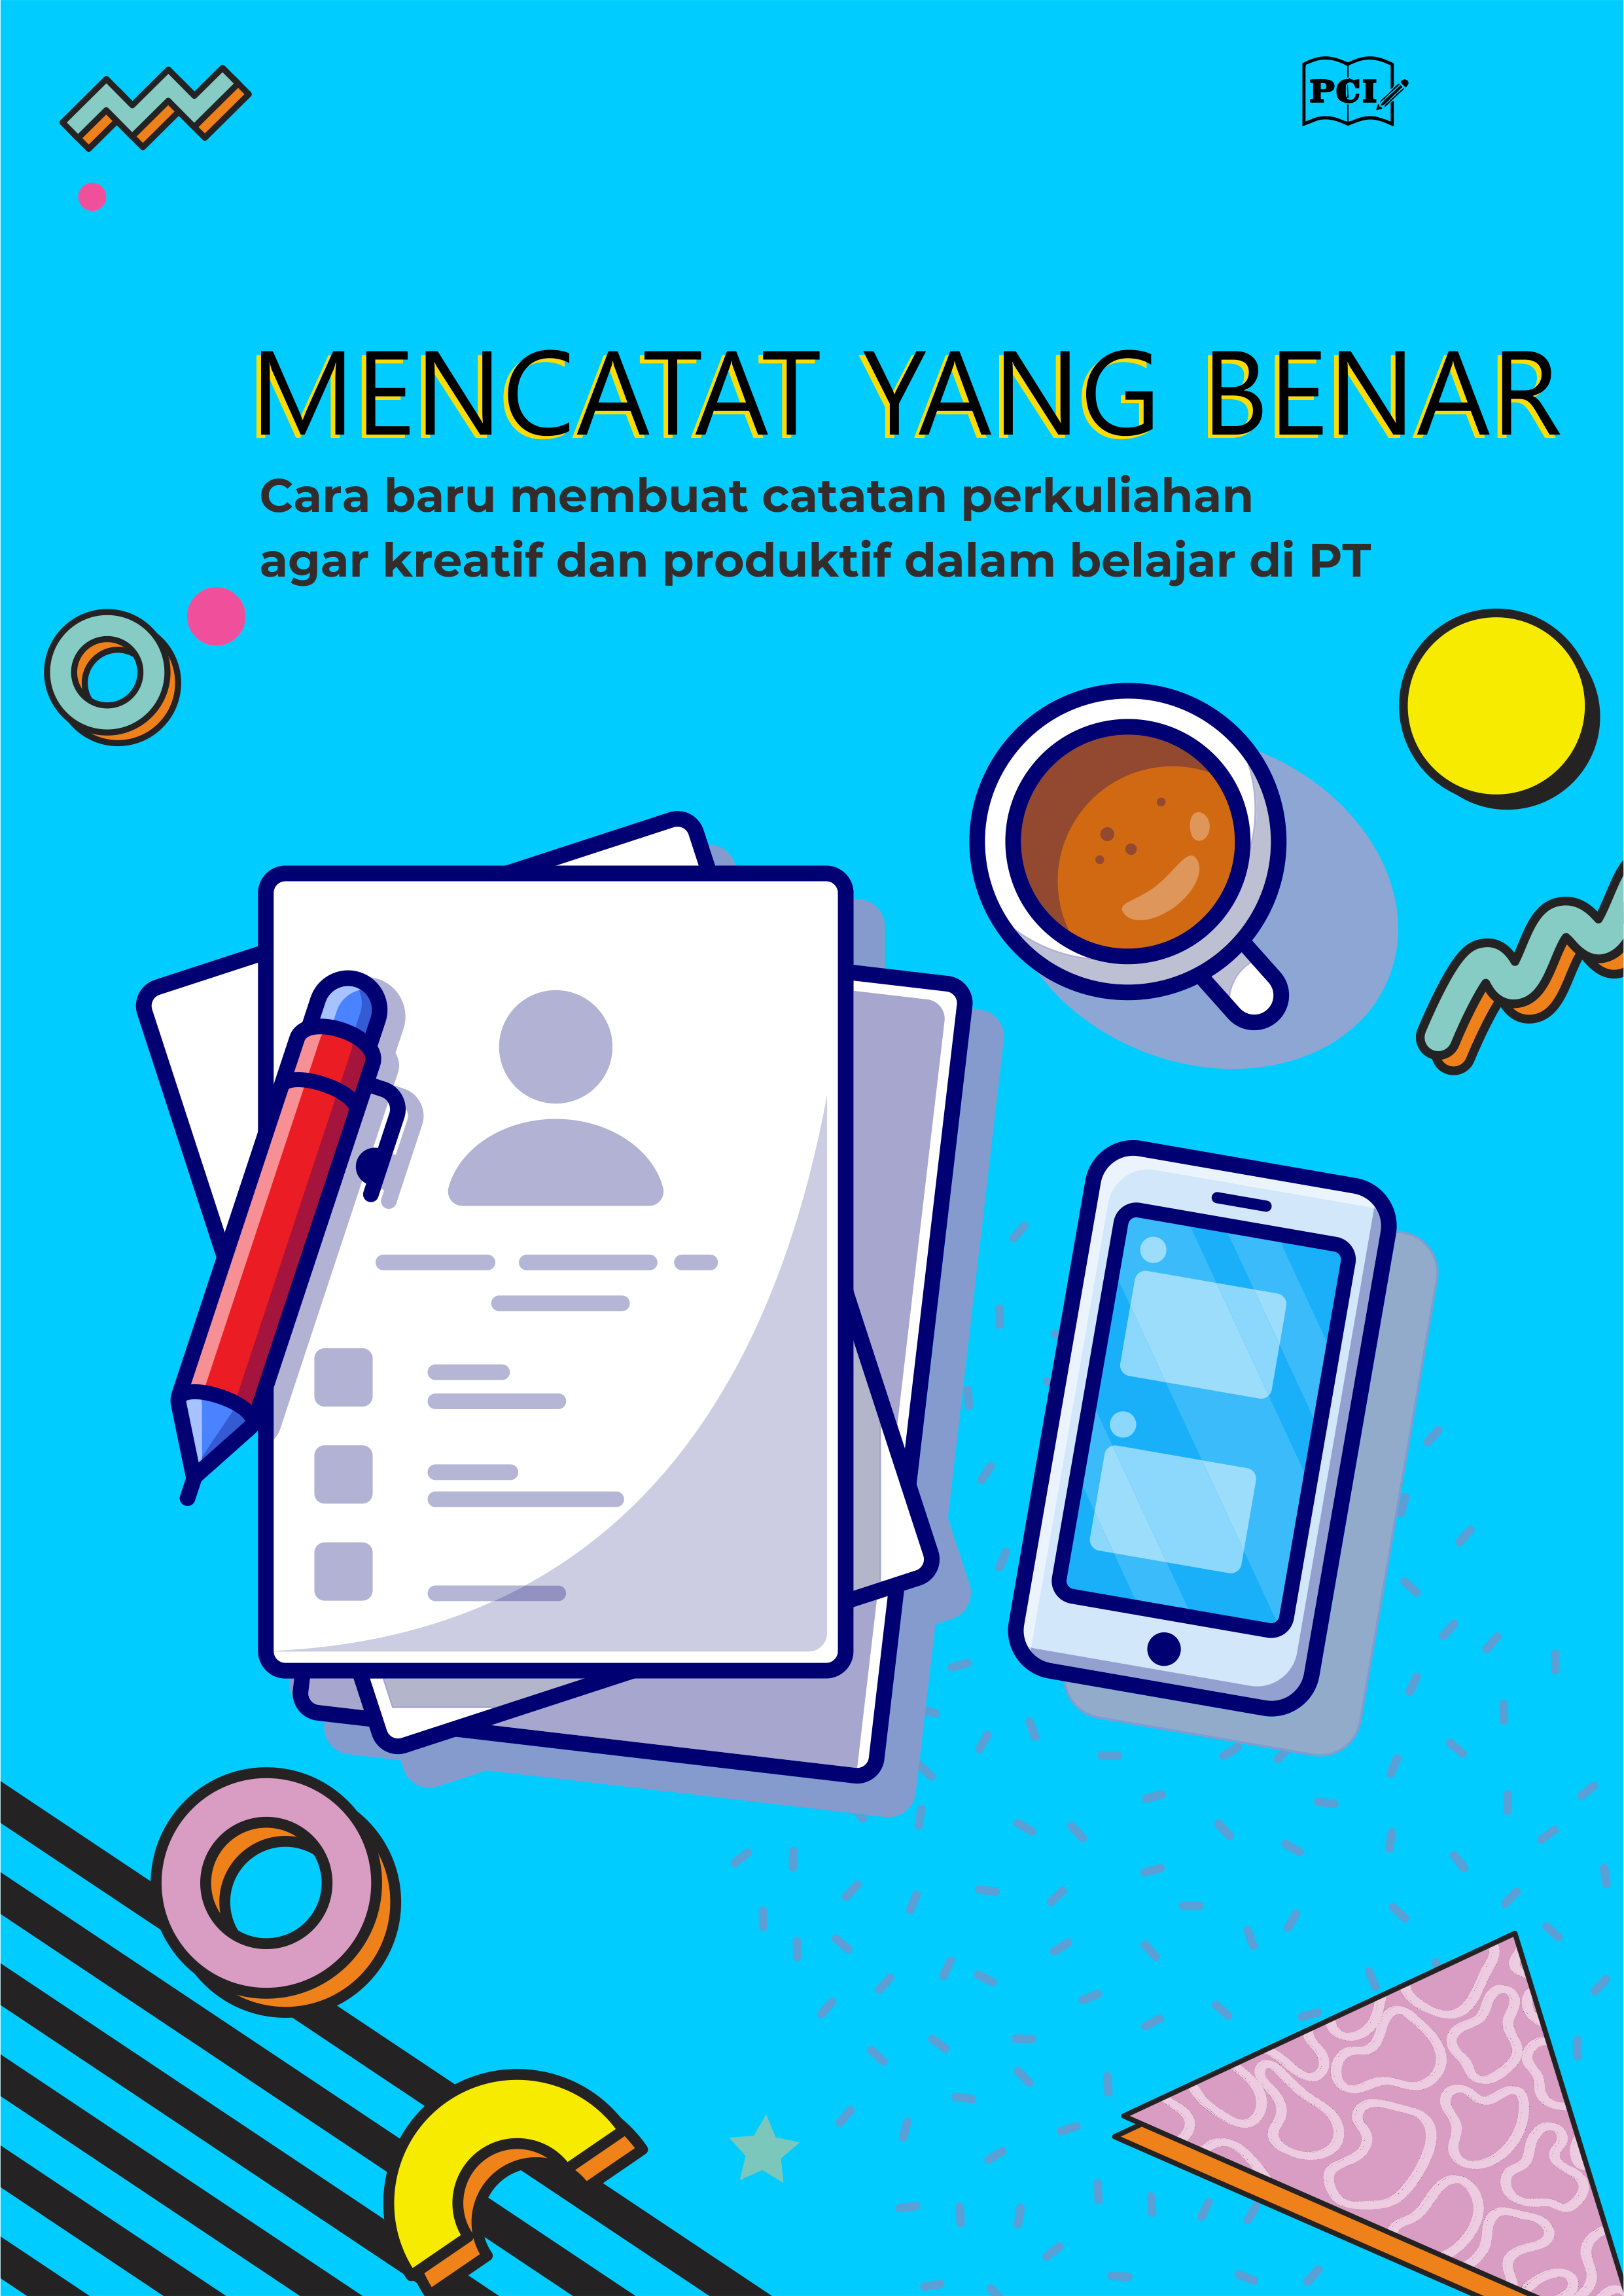 PCI
MENCATAT YANG BENAR
Cara baru membuat catatan perkuliahan
agar kreatif dan produktif dalam belajar di PT